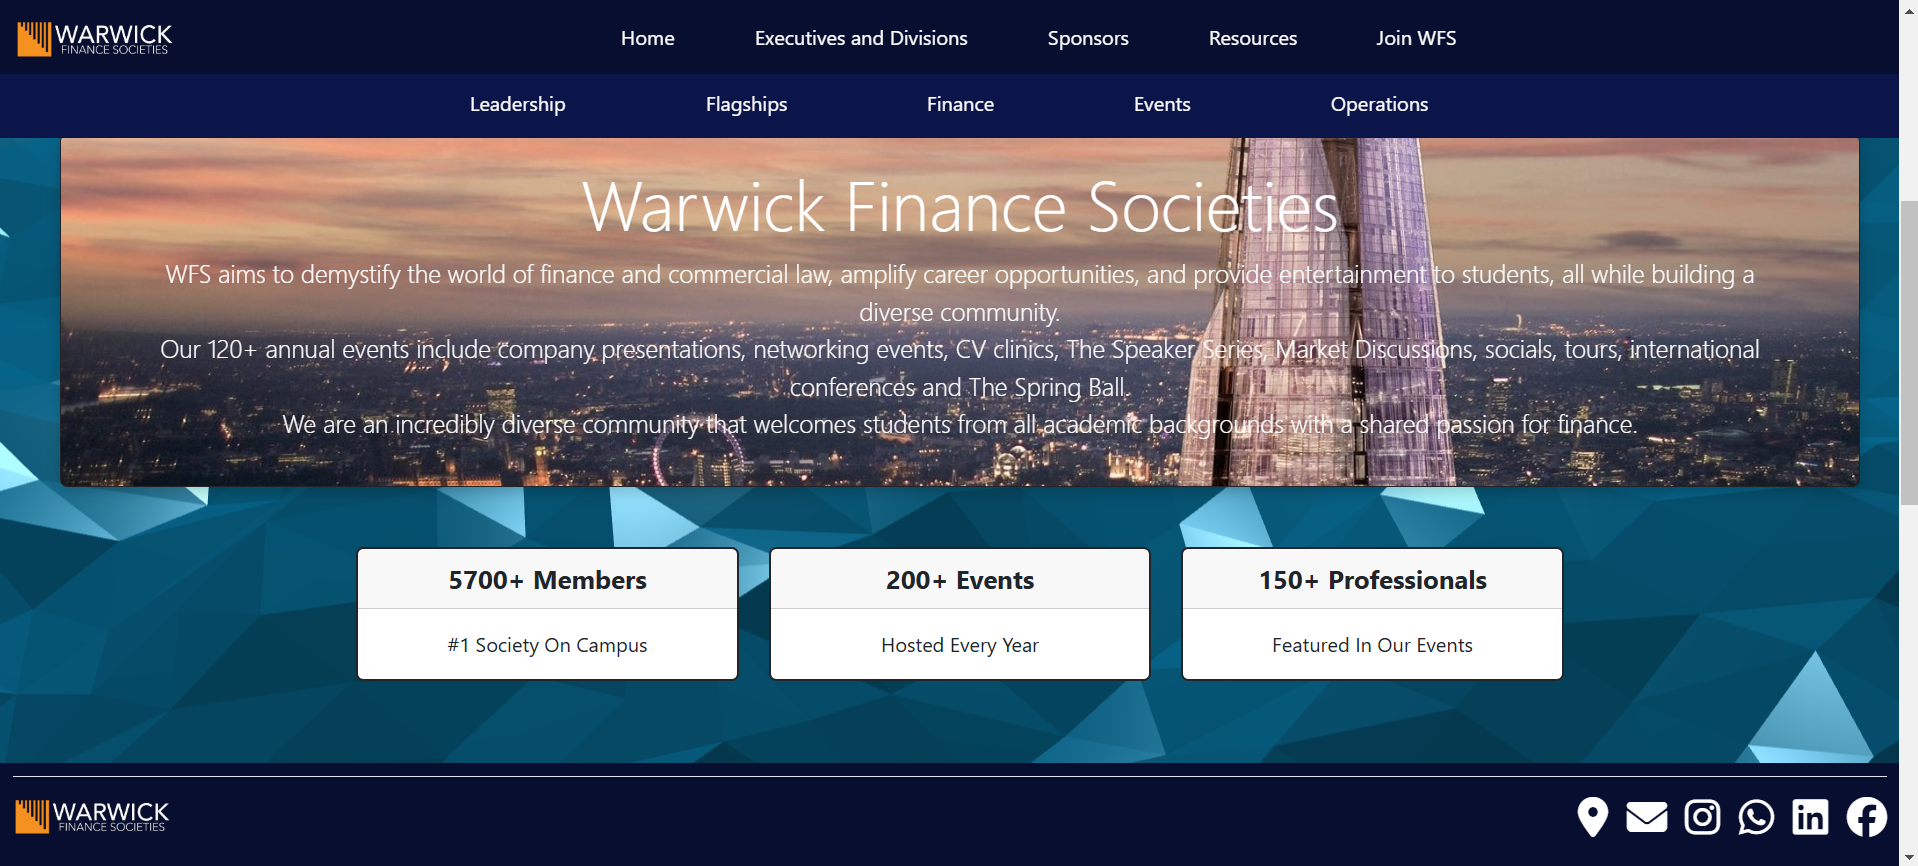 WARWICK
FINANCE SOCIETIES
Home Executives and Divisions Sponsors Resources Join WFS
Leadership Flagships Finance Events Operations
Warwick Finance Societies
WFS aims to demystify the world of finance and commercial law, amplify career opportunities, and provide entertainment to students, all while building a
diverse community.
Our 120+ annual events include company presentations, networking events, CV clinics, The Speaker Series, Market Discussions, socials, tours, international
conferences and The Spring Ball.
We are an incredibly diverse community that welcomes students from all academic backgrounds with a shared passion for finance.
5700+ Members
#1 Society On Campus
200+ Events
Hosted Every Year
150+ Professionals
Featured In Our Events
WARWICK
FINANCE SOCIETIES